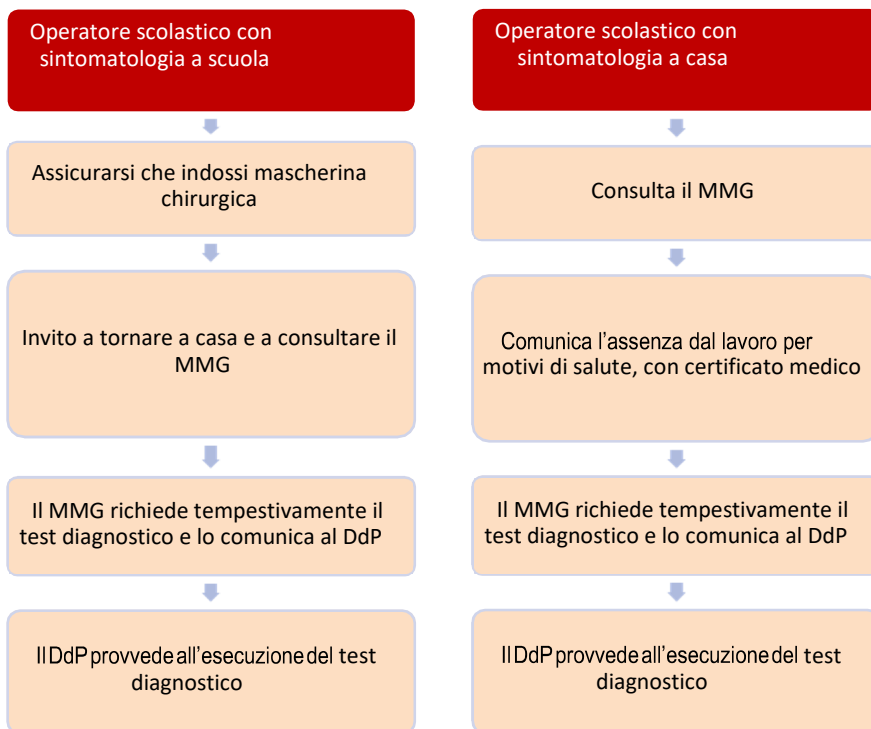 Operatore scolastico con
sintomatologia a scuola
Assicurarsi che indossi mascherina
chirurgica
Invito a tornare a casa e a consultare il
MMG
Il MMG richiede tempestivamente il
test diagnostico e lo comunica al DdP
Il DdP provvede all’esecuzione del test
diagnostico
Operatore scolastico con
sintomatologia a casa
Consulta il MMG
Comunica l’assenza dal lavoro per
motivi di salute, con certificato medico
Il MMG richiede tempestivamente il
test diagnostico e lo comunica al DdP
Il DdP provvede all’esecuzione del test
diagnostico